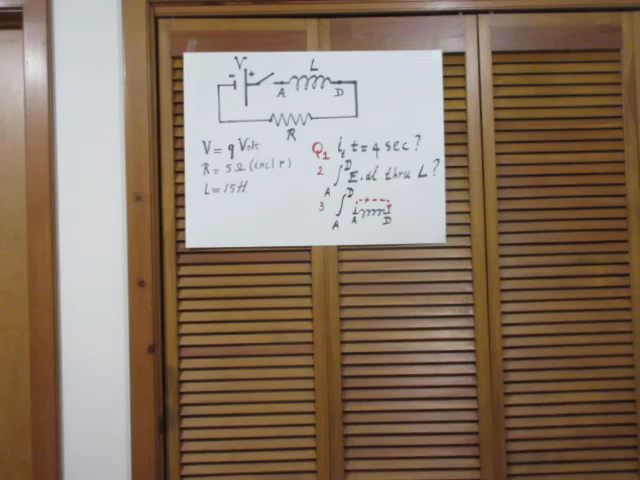 V
- +
L
A D
R
V = 9 Volt
R = 5Ω (incl r)
L = 15H
Q1 i, t = 4 sec?
2 ∫ A D E.dl thru L?
3 ∫ A D
A D